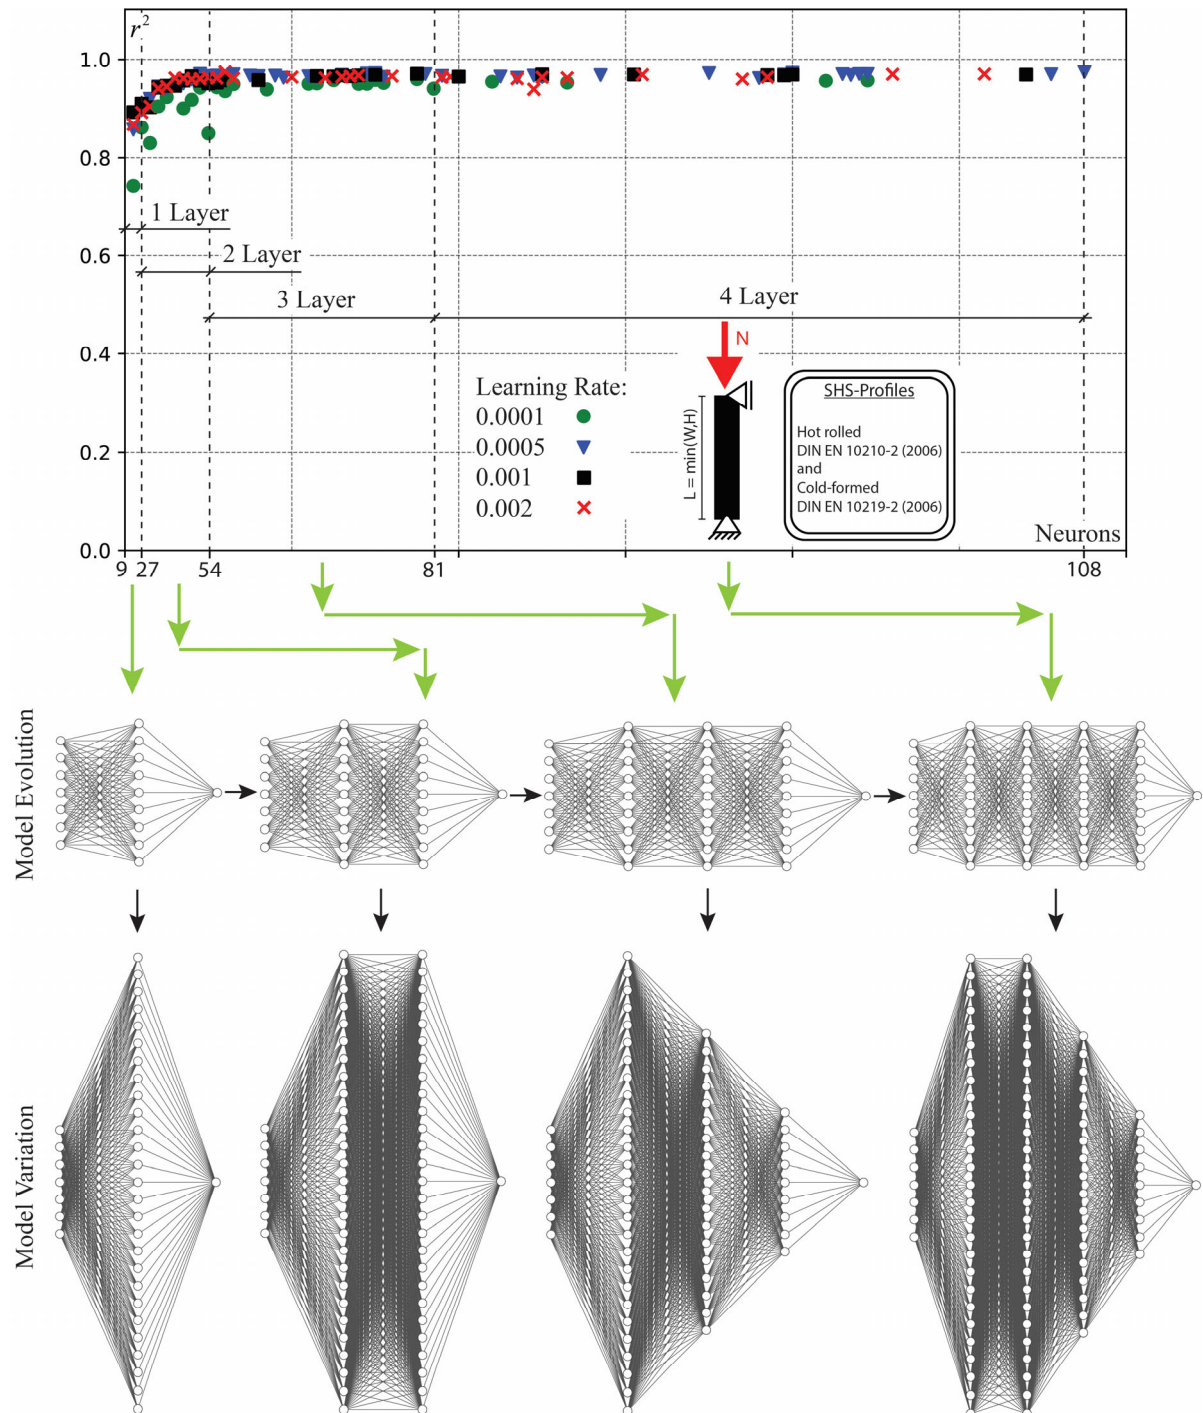 r²
1.0
0.8
0.6
0.4
0.2
0.0
1 Layer
2 Layer
3 Layer
4 Layer
Learning Rate:
0.0001
0.0005
0.001
0.002
N
L = min(W,H)
SHS-Profiles
Hot rolled
DIN EN 10210-2 (2006)
and
Cold-formed
DIN EN 10219-2 (2006)
Neurons
9 27 54 81 108
Model Evolution
Model Variation